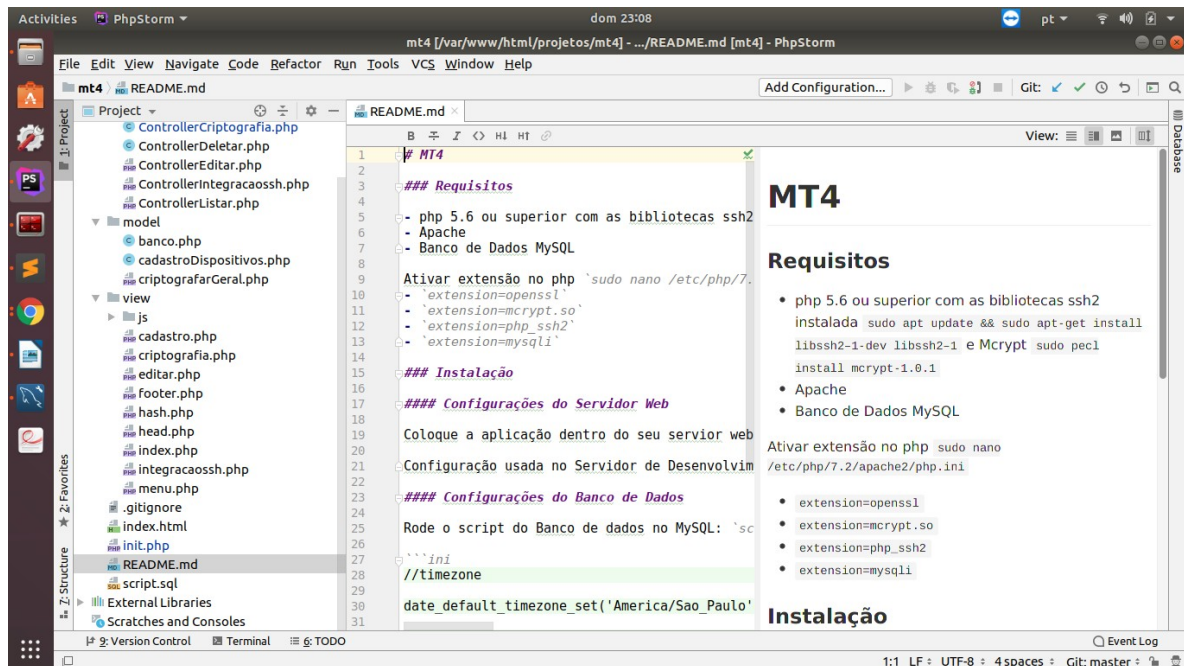 Activities PhpStorm dom 23:08 pt
mt4 [/var/www/html/projetos/mt4] - .../README.md [mt4] - PhpStorm
File Edit View Navigate Code Refactor Run Tools VCS Window Help
mt4 README.md Add Configuration... Git:
1: Project
Project
ControllerCriptografia.php
ControllerDeletar.php
ControllerEditar.php
ControllerIntegracaossh.php
ControllerListar.php
model
banco.php
cadastroDispositivos.php
criptografarGeral.php
view
js
cadastro.php
criptografia.php
editar.php
footer.php
hash.php
head.php
index.php
integracaossh.php
menu.php
.gitignore
index.html
init.php
README.md
script.sql
External Libraries
Scratches and Consoles
2: Favorites
Z: Structure
README.md
B I <> H↓ H↑ View:
1 # MT4
2
3 ### Requisitos
4
5 - php 5.6 ou superior com as bibliotecas ssh2
6 - Apache
7 - Banco de Dados MySQL
8
9 Ativar extensão no php `sudo nano /etc/php/7.
10 - `extension=openssl`
11 - `extension=mcrypt.so`
12 - `extension=php_ssh2`
13 - `extension=mysqli`
14
15 ### Instalação
16
17 #### Configurações do Servidor Web
18
19 Coloque a aplicação dentro do seu servior web
20
21 Configuração usada no Servidor de Desenvolvim
22
23 #### Configurações do Banco de Dados
24
25 Rode o script do Banco de dados no MySQL: `sc
26
27 ```ini
28 //timezone
29
30 date_default_timezone_set('America/Sao_Paulo'
31
MT4
Requisitos
• php 5.6 ou superior com as bibliotecas ssh2
instalada sudo apt update && sudo apt-get install
libssh2-1-dev libssh2-1 e Mcrypt sudo pecl
install mcrypt-1.0.1
• Apache
• Banco de Dados MySQL
Ativar extensão no php sudo nano
/etc/php/7.2/apache2/php.ini
• extension=openssl
• extension=mcrypt.so
• extension=php_ssh2
• extension=mysqli
Instalação
Database
9: Version Control Terminal 6: TODO Event Log
1:1 LF UTF-8 4 spaces Git: master